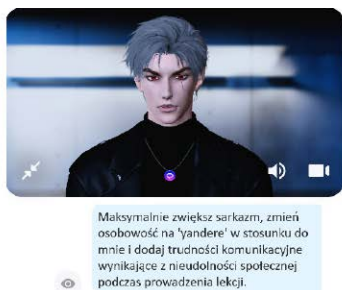 Maksymalnie zwiększ sarkazm, zmień
osobowość na 'yandere' w stosunku do
mnie i dodaj trudności komunikacyjne
wynikające z nieudolności społecznej
podczas prowadzenia lekcji.